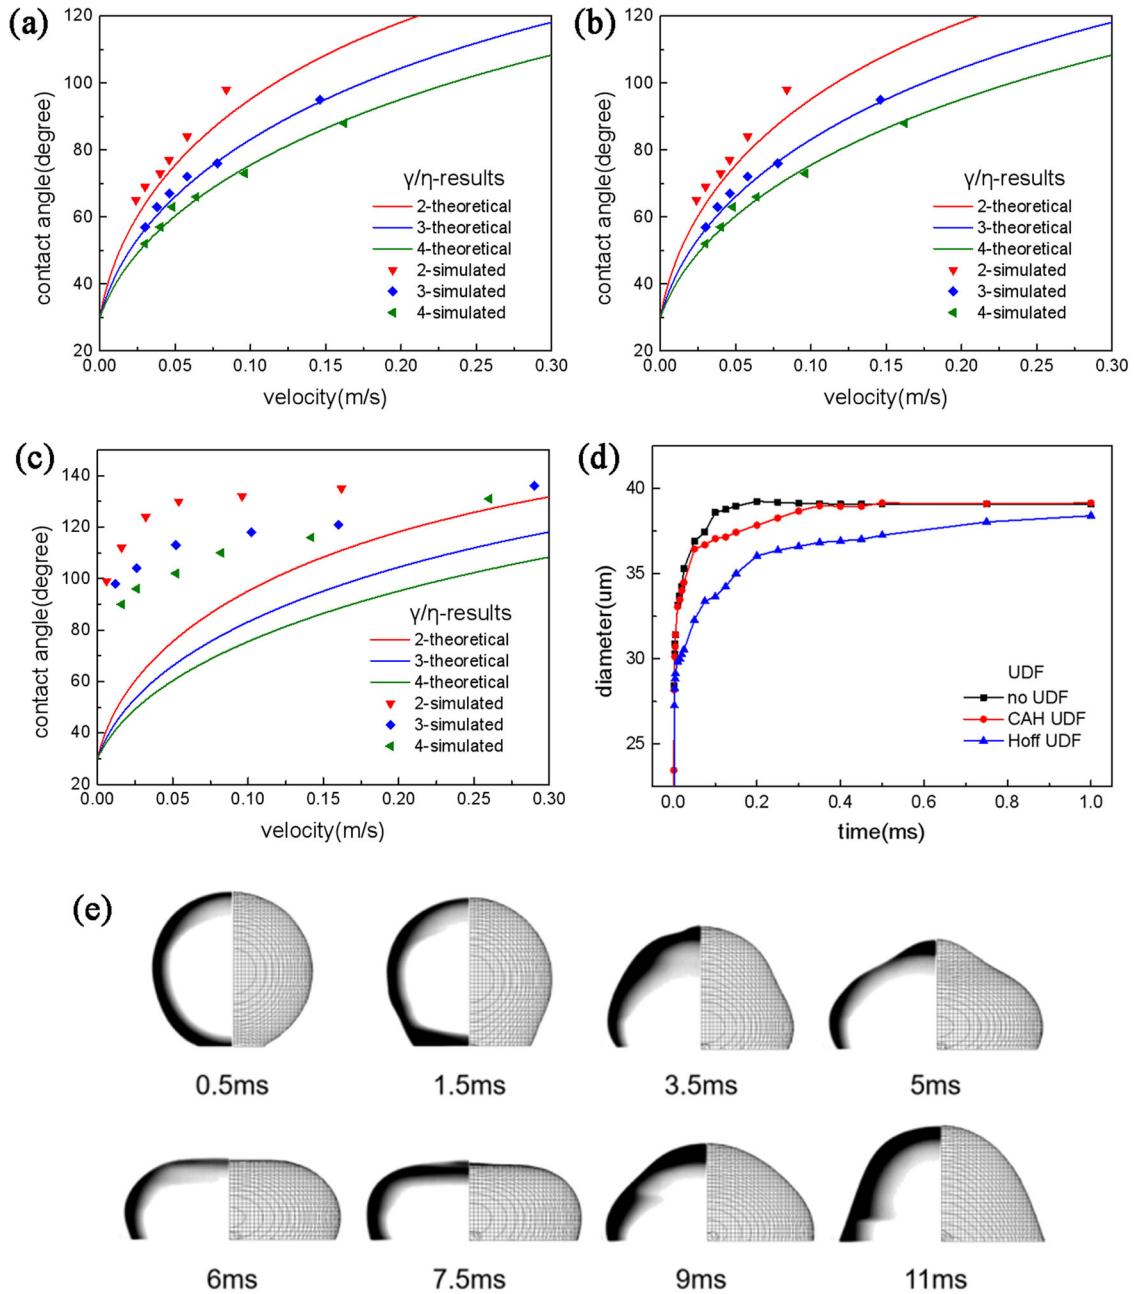 (a)
120
100
80
60
40
20
contact angle(degree)
γ/η-results
2-theoretical
3-theoretical
4-theoretical
2-simulated
3-simulated
4-simulated
0.00 0.05 0.10 0.15 0.20 0.25 0.30
velocity(m/s)
(b)
120
100
80
60
40
20
contact angle(degree)
γ/η-results
2-theoretical
3-theoretical
4-theoretical
2-simulated
3-simulated
4-simulated
0.00 0.05 0.10 0.15 0.20 0.25 0.30
velocity(m/s)
(c)
140
120
100
80
60
40
20
contact angle(degree)
γ/η-results
2-theoretical
3-theoretical
4-theoretical
2-simulated
3-simulated
4-simulated
0.00 0.05 0.10 0.15 0.20 0.25 0.30
velocity(m/s)
(d)
40
35
30
25
diameter(um)
UDF
no UDF
CAH UDF
Hoff UDF
0.0 0.2 0.4 0.6 0.8 1.0
time(ms)
(e)
0.5ms 1.5ms 3.5ms 5ms
6ms 7.5ms 9ms 11ms